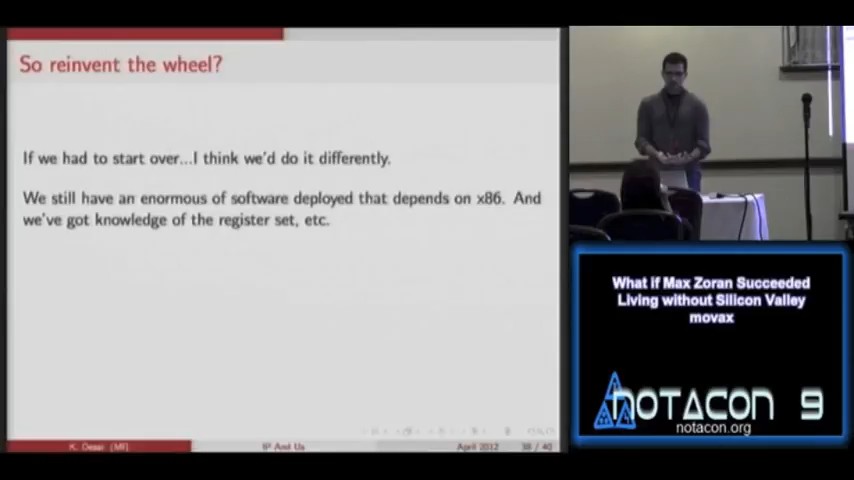 So reinvent the wheel?
If we had to start over...I think we'd do it differently.
We still have an enormous of software deployed that depends on x86. And
we've got knowledge of the register set, etc.
IP And Us
April 2012
38 / 40
What if Max Zoran Succeeded
Living without Silicon Valley
movax
NOTACON 9
notacon.org